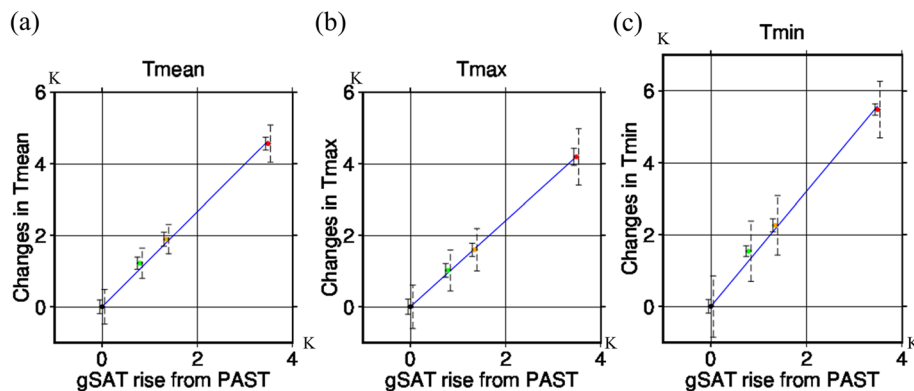 (a)
Tmean
K
6
4
2
0
Changes in Tmean
0
2
4
K
gSAT rise from PAST
(b)
Tmax
K
6
4
2
0
Changes in Tmax
0
2
4
K
gSAT rise from PAST
(c)
Tmin
K
6
4
2
0
Changes in Tmin
0
2
4
K
gSAT rise from PAST